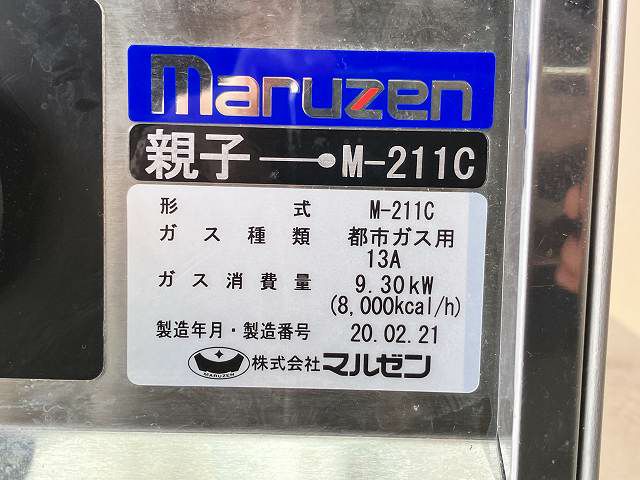 maruzen
親子 M-211C
形式 M-211C
ガス種類 都市ガス用
13A
ガス消費量 9.30kW
(8,000kcal/h)
製造年月・製造番号 20.02.21
MARUZEN 株式会社マルゼン